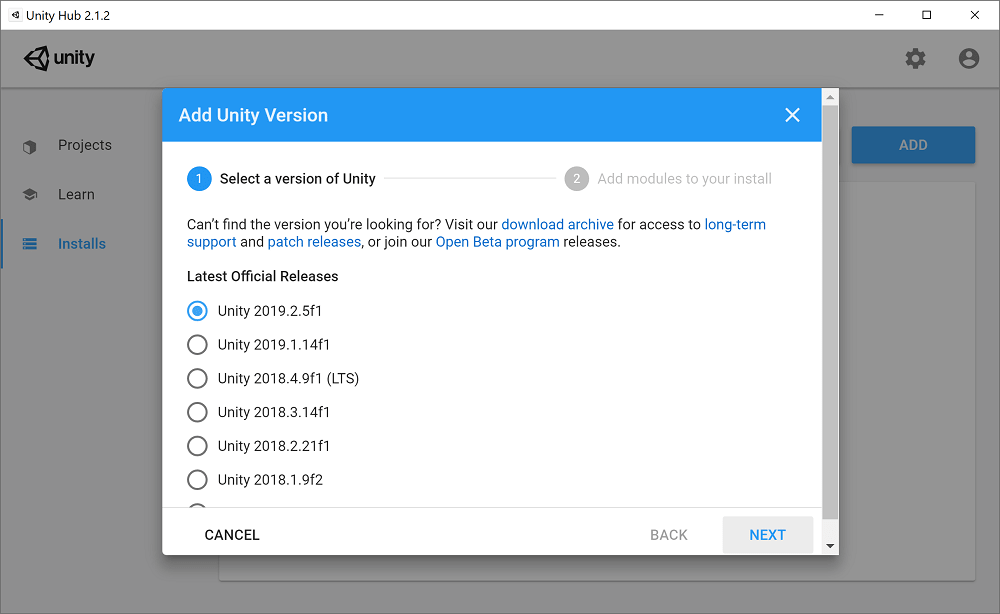 Unity Hub 2.1.2
unity
Projects
Learn
Installs
ADD
Add Unity Version
1 Select a version of Unity
2 Add modules to your install
Can’t find the version you’re looking for? Visit our download archive for access to long-term
support and patch releases, or join our Open Beta program releases.
Latest Official Releases
Unity 2019.2.5f1
Unity 2019.1.14f1
Unity 2018.4.9f1 (LTS)
Unity 2018.3.14f1
Unity 2018.2.21f1
Unity 2018.1.9f2
CANCEL
BACK
NEXT